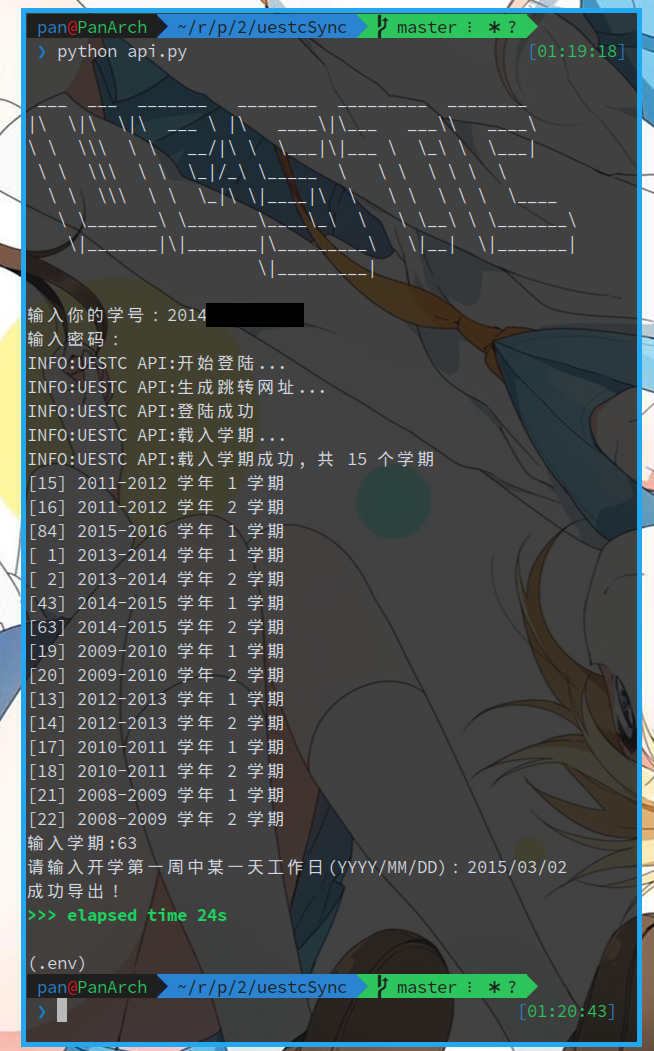 pan@PanArch ~/r/p/2/uestcSync master ⋮ ∗ ?
❯ python api.py [01:19:18]
 ___  ___  _______   ________  _________  ________
|\  \|\  \|\  ___ \ |\   ____\|\___   ___\\   ____\
\ \  \\\  \ \   __/|\ \  \___|\|___ \  \_\ \  \___|
 \ \  \\\  \ \  \_|/_\ \_____  \   \ \  \ \ \  \
  \ \  \\\  \ \  \_|\ \|____|\  \   \ \  \ \ \  \____
   \ \_______\ \_______\____\_\  \   \ \__\ \ \_______\
    \|_______|\|_______|\_________\   \|__|  \|_______|
                       \|_________|
输入你的学号：2014
输入密码：
INFO:UESTC API:开始登陆...
INFO:UESTC API:生成跳转网址...
INFO:UESTC API:登陆成功
INFO:UESTC API:载入学期...
INFO:UESTC API:载入学期成功, 共 15 个学期
[15] 2011-2012 学年 1 学期
[16] 2011-2012 学年 2 学期
[84] 2015-2016 学年 1 学期
[ 1] 2013-2014 学年 1 学期
[ 2] 2013-2014 学年 2 学期
[43] 2014-2015 学年 1 学期
[63] 2014-2015 学年 2 学期
[19] 2009-2010 学年 1 学期
[20] 2009-2010 学年 2 学期
[13] 2012-2013 学年 1 学期
[14] 2012-2013 学年 2 学期
[17] 2010-2011 学年 1 学期
[18] 2010-2011 学年 2 学期
[21] 2008-2009 学年 1 学期
[22] 2008-2009 学年 2 学期
输入学期:63
请输入开学第一周中某一天工作日(YYYY/MM/DD)：2015/03/02
成功导出！
>>> elapsed time 24s
(.env)
pan@PanArch ~/r/p/2/uestcSync master ⋮ ∗ ?
❯ [01:20:43]